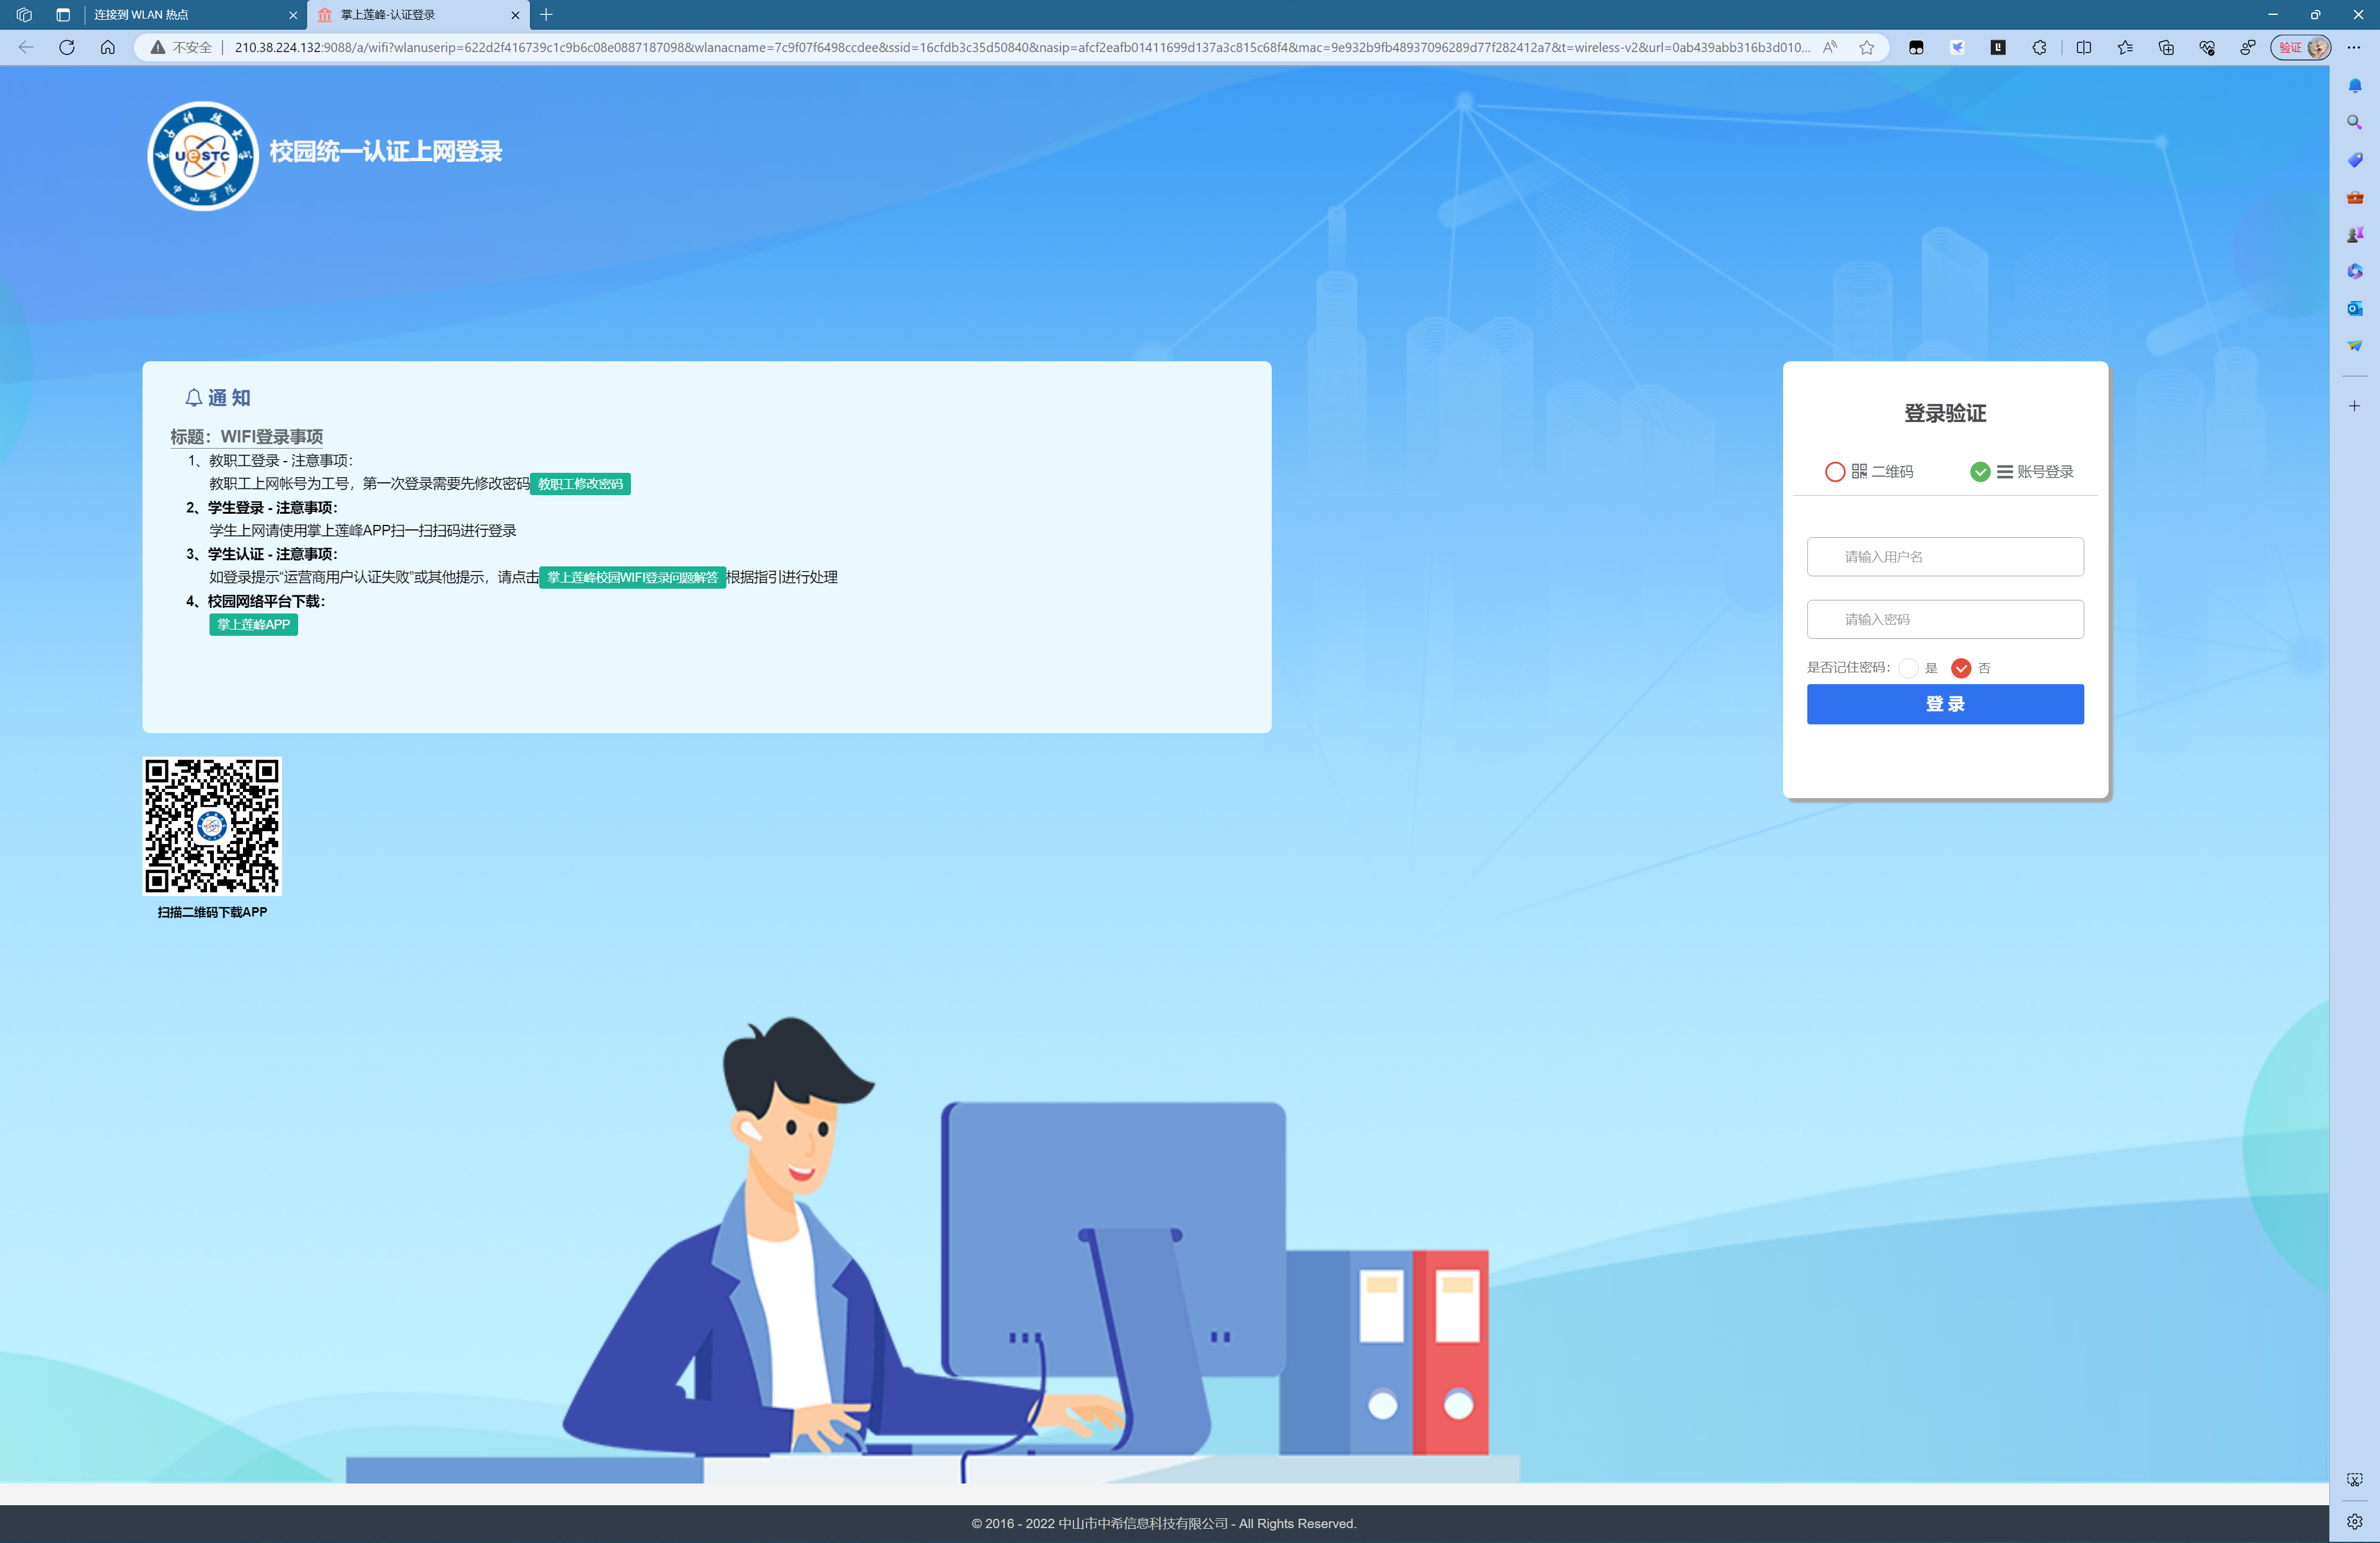 连接到 WLAN 热点
掌上莲峰-认证登录
不安全
210.38.224.132:9088/a/wifi?wlanuserip=622d2f416739c1c9b6c08e0887187098&wlanacname=7c9f07f6498ccdee&ssid=16cfdb3c35d50840&nasip=afcf2eafb01411699d137a3c815c68f4&mac=9e932b9fb48937096289d77f282412a7&t=wireless-v2&url=0ab439abb316b3d010...
验证
UeSTC
中山学院
校园统一认证上网登录
通 知
标题：WIFI登录事项
1、教职工登录 - 注意事项：
教职工上网帐号为工号，第一次登录需要先修改密码 教职工修改密码
2、学生登录 - 注意事项：
学生上网请使用掌上莲峰APP扫一扫扫码进行登录
3、学生认证 - 注意事项：
如登录提示“运营商用户认证失败”或其他提示，请点击 掌上莲峰校园WIFI登录问题解答 根据指引进行处理
4、校园网络平台下载：
掌上莲峰APP
登录验证
二维码
账号登录
请输入用户名
请输入密码
是否记住密码： 是 否
登 录
扫描二维码下载APP
© 2016 - 2022 中山市中希信息科技有限公司 - All Rights Reserved.